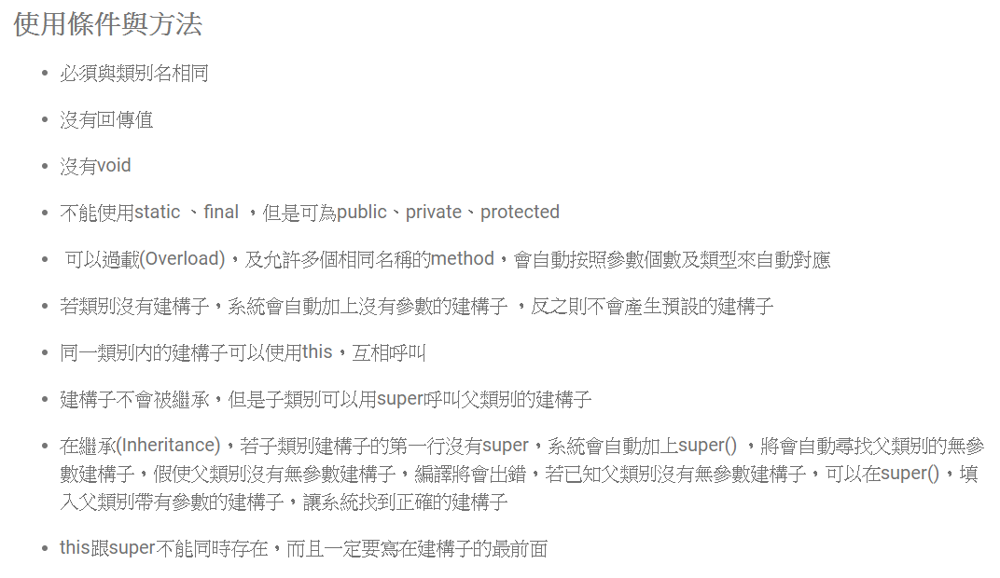 使用條件與方法
必須與類別名相同
沒有回傳值
沒有void
不能使用static 、final ，但是可為public、private、protected
可以過載(Overload)，及允許多個相同名稱的method，會自動按照參數個數及類型來自動對應
若類別沒有建構子，系統會自動加上沒有參數的建構子 ，反之則不會產生預設的建構子
同一類別内的建構子可以使用this，互相呼叫
建構子不會被繼承，但是子類別可以用super呼叫父類別的建構子
在繼承(Inheritance)，若子類別建構子的第一行沒有super，系統會自動加上super() ，將會自動尋找父類別的無參
數建構子，假使父類別沒有無參數建構子，編譯將會出錯，若已知父類別沒有無參數建構子，可以在super()，填
入父類別帶有參數的建構子，讓系統找到正確的建構子
this跟super不能同時存在，而且一定要寫在建構子的最前面